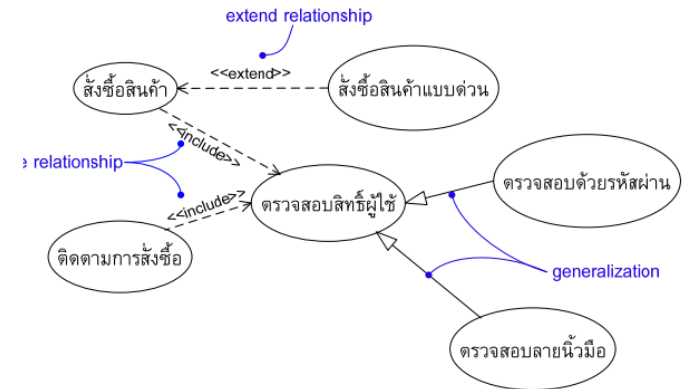 extend relationship
<<extend>>
สั่งซื้อสินค้า
สั่งซื้อสินค้าแบบด่วน
<<include>>
e relationship
ตรวจสอบด้วยรหัสผ่าน
<<include>>
ตรวจสอบสิทธิ์ผู้ใช้
ติดตามการสั่งซื้อ
generalization
ตรวจสอบลายนิ้วมือ